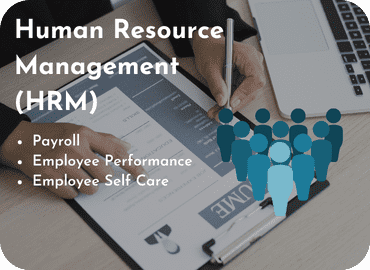 Human Resource
Management
(HRM)
• Payroll
• Employee Performance
• Employee Self Care